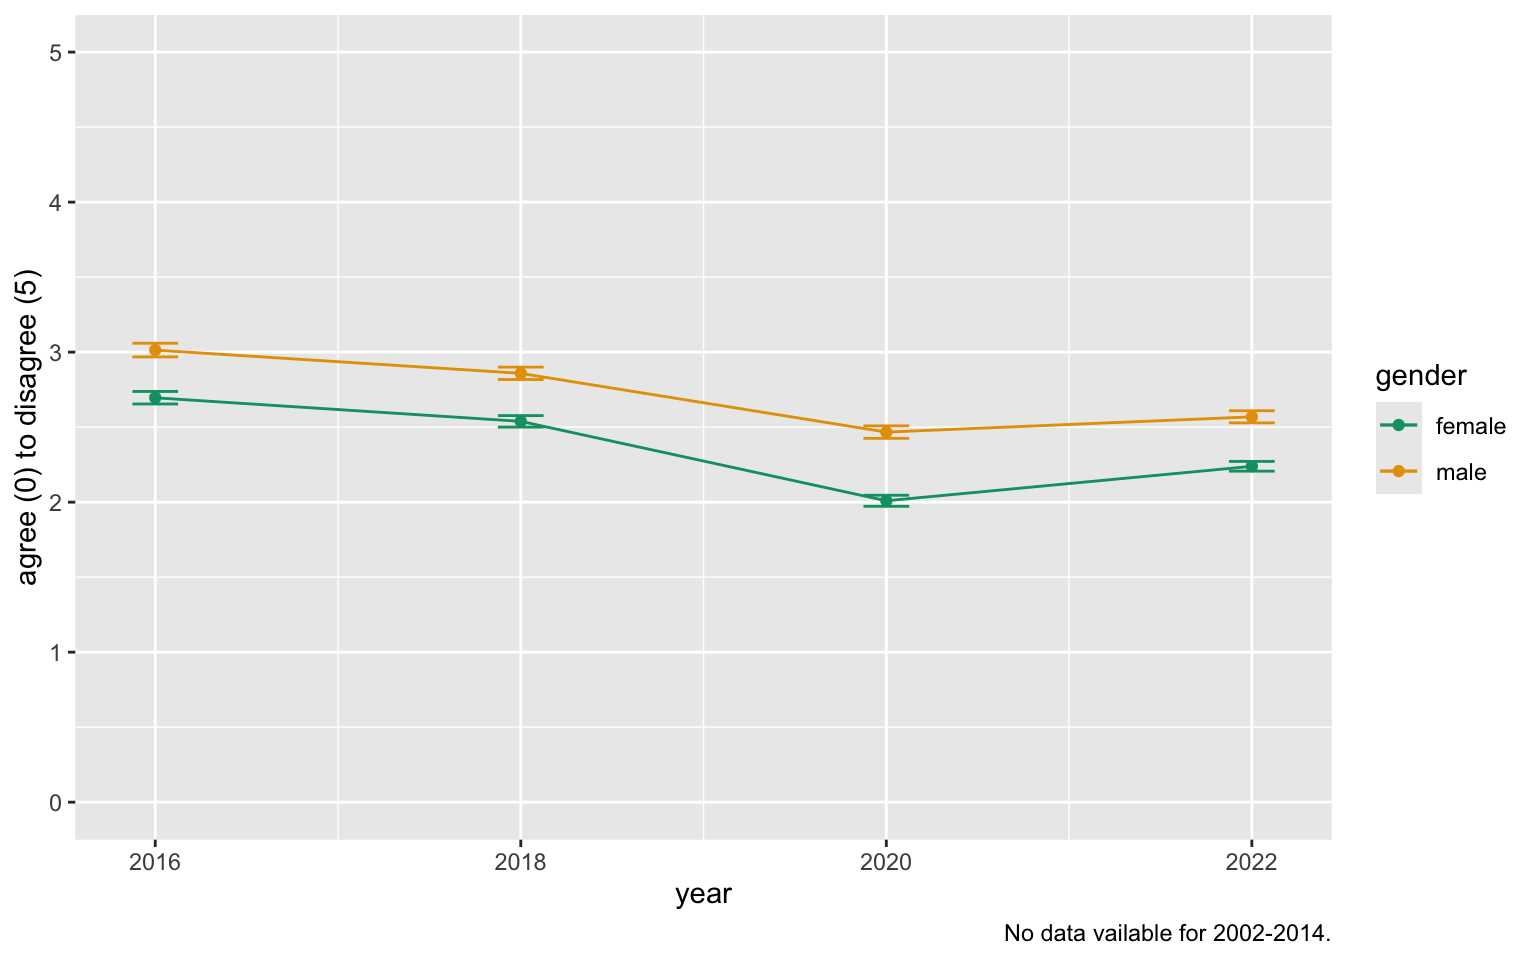 5
4
3
2
1
0
agree (0) to disagree (5)
2016 2018 2020 2022
year
gender
female
male
No data vailable for 2002-2014.